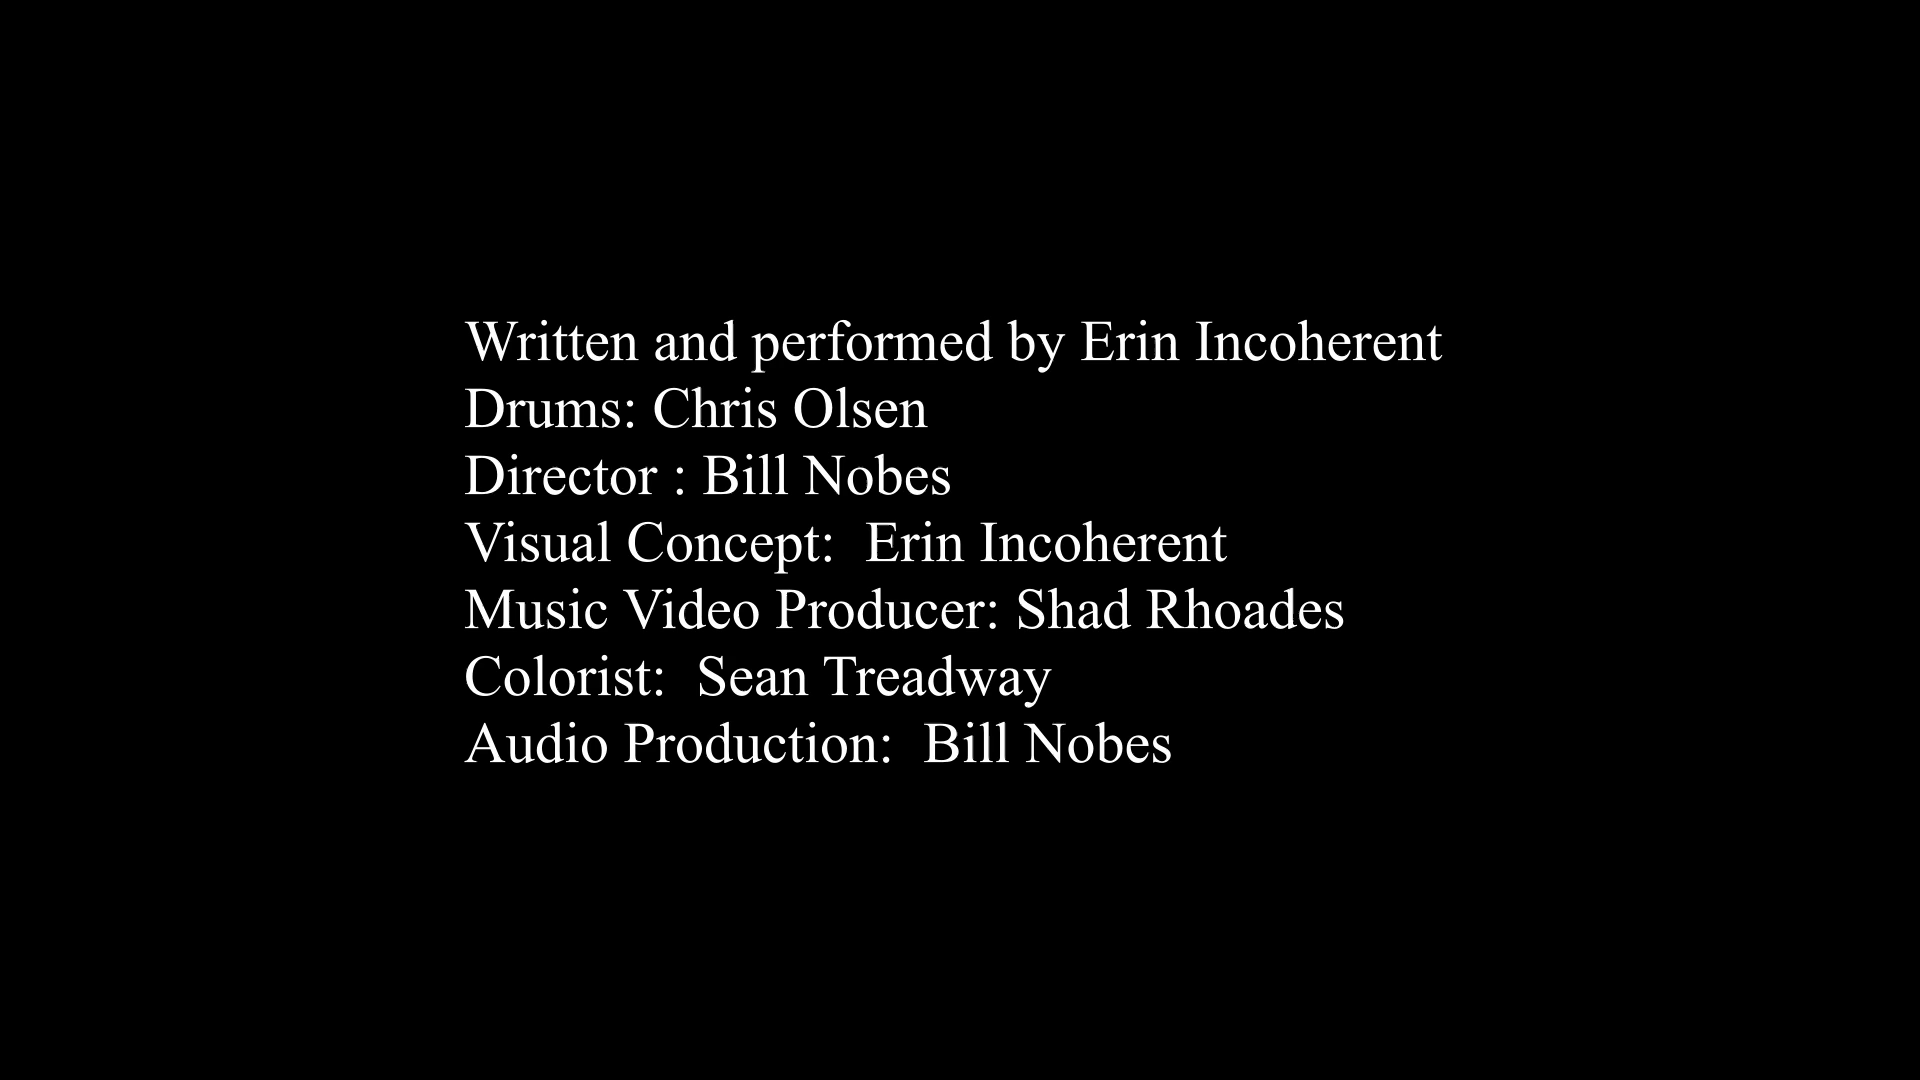 Written and performed by Erin Incoherent
Drums: Chris Olsen
Director : Bill Nobes
Visual Concept:  Erin Incoherent
Music Video Producer: Shad Rhoades
Colorist:  Sean Treadway
Audio Production:  Bill Nobes